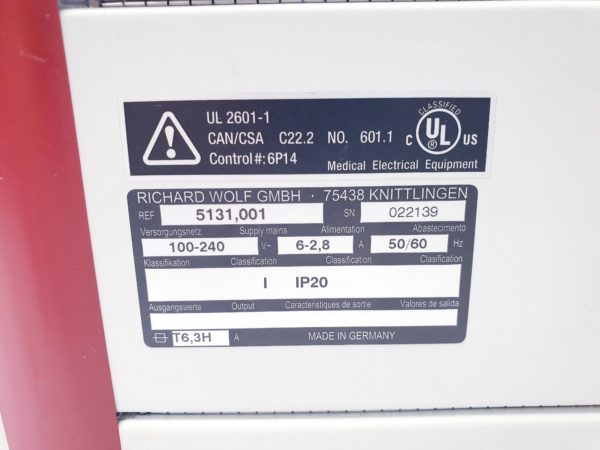 UL 2601-1
CAN/CSA C22.2 NO. 601.1
Control #: 6P14
CLASSIFIED
C UL US
Medical Electrical Equipment
RICHARD WOLF GMBH · 75438 KNITTLINGEN
REF 5131,001 SN 022139
Versorgungsnetz Supply mains Alimentation Abastecimento
100-240 V~ 6-2,8 A 50/60 Hz
Klassifikation Classification Classification Clasificación
I IP20
Ausgangswerte Output Caracteristiques de sortie Valores de salida
T6,3H A MADE IN GERMANY